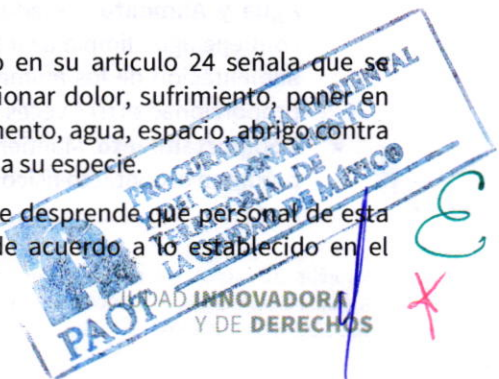 o en su artículo 24 señala que se
ionar dolor, sufrimiento, poner en
mento, agua, espacio, abrigo contra
a su especie.
e desprende que personal de esta
de acuerdo a lo establecido en el
PROCURADURÍA AMBIENTAL
Y DEL ORDENAMIENTO
TERRITORIAL DE
LA CIUDAD DE MÉXICO
PAOT
CIUDAD INNOVADORA
Y DE DERECHOS